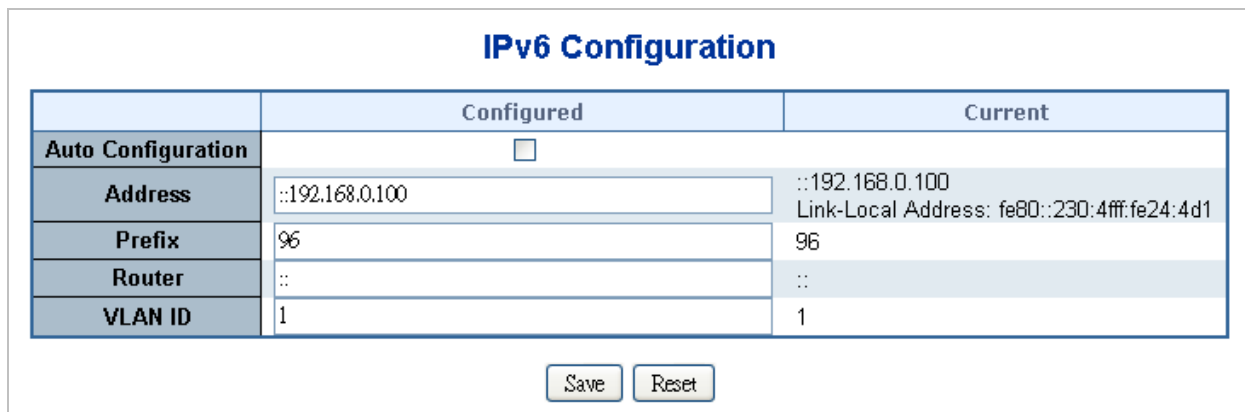 IPv6 Configuration
Configured Current
Auto Configuration
Address ::192.168.0.100 ::192.168.0.100
Link-Local Address: fe80::230:4fff:fe24:4d1
Prefix 96 96
Router :: ::
VLAN ID 1 1
Save Reset